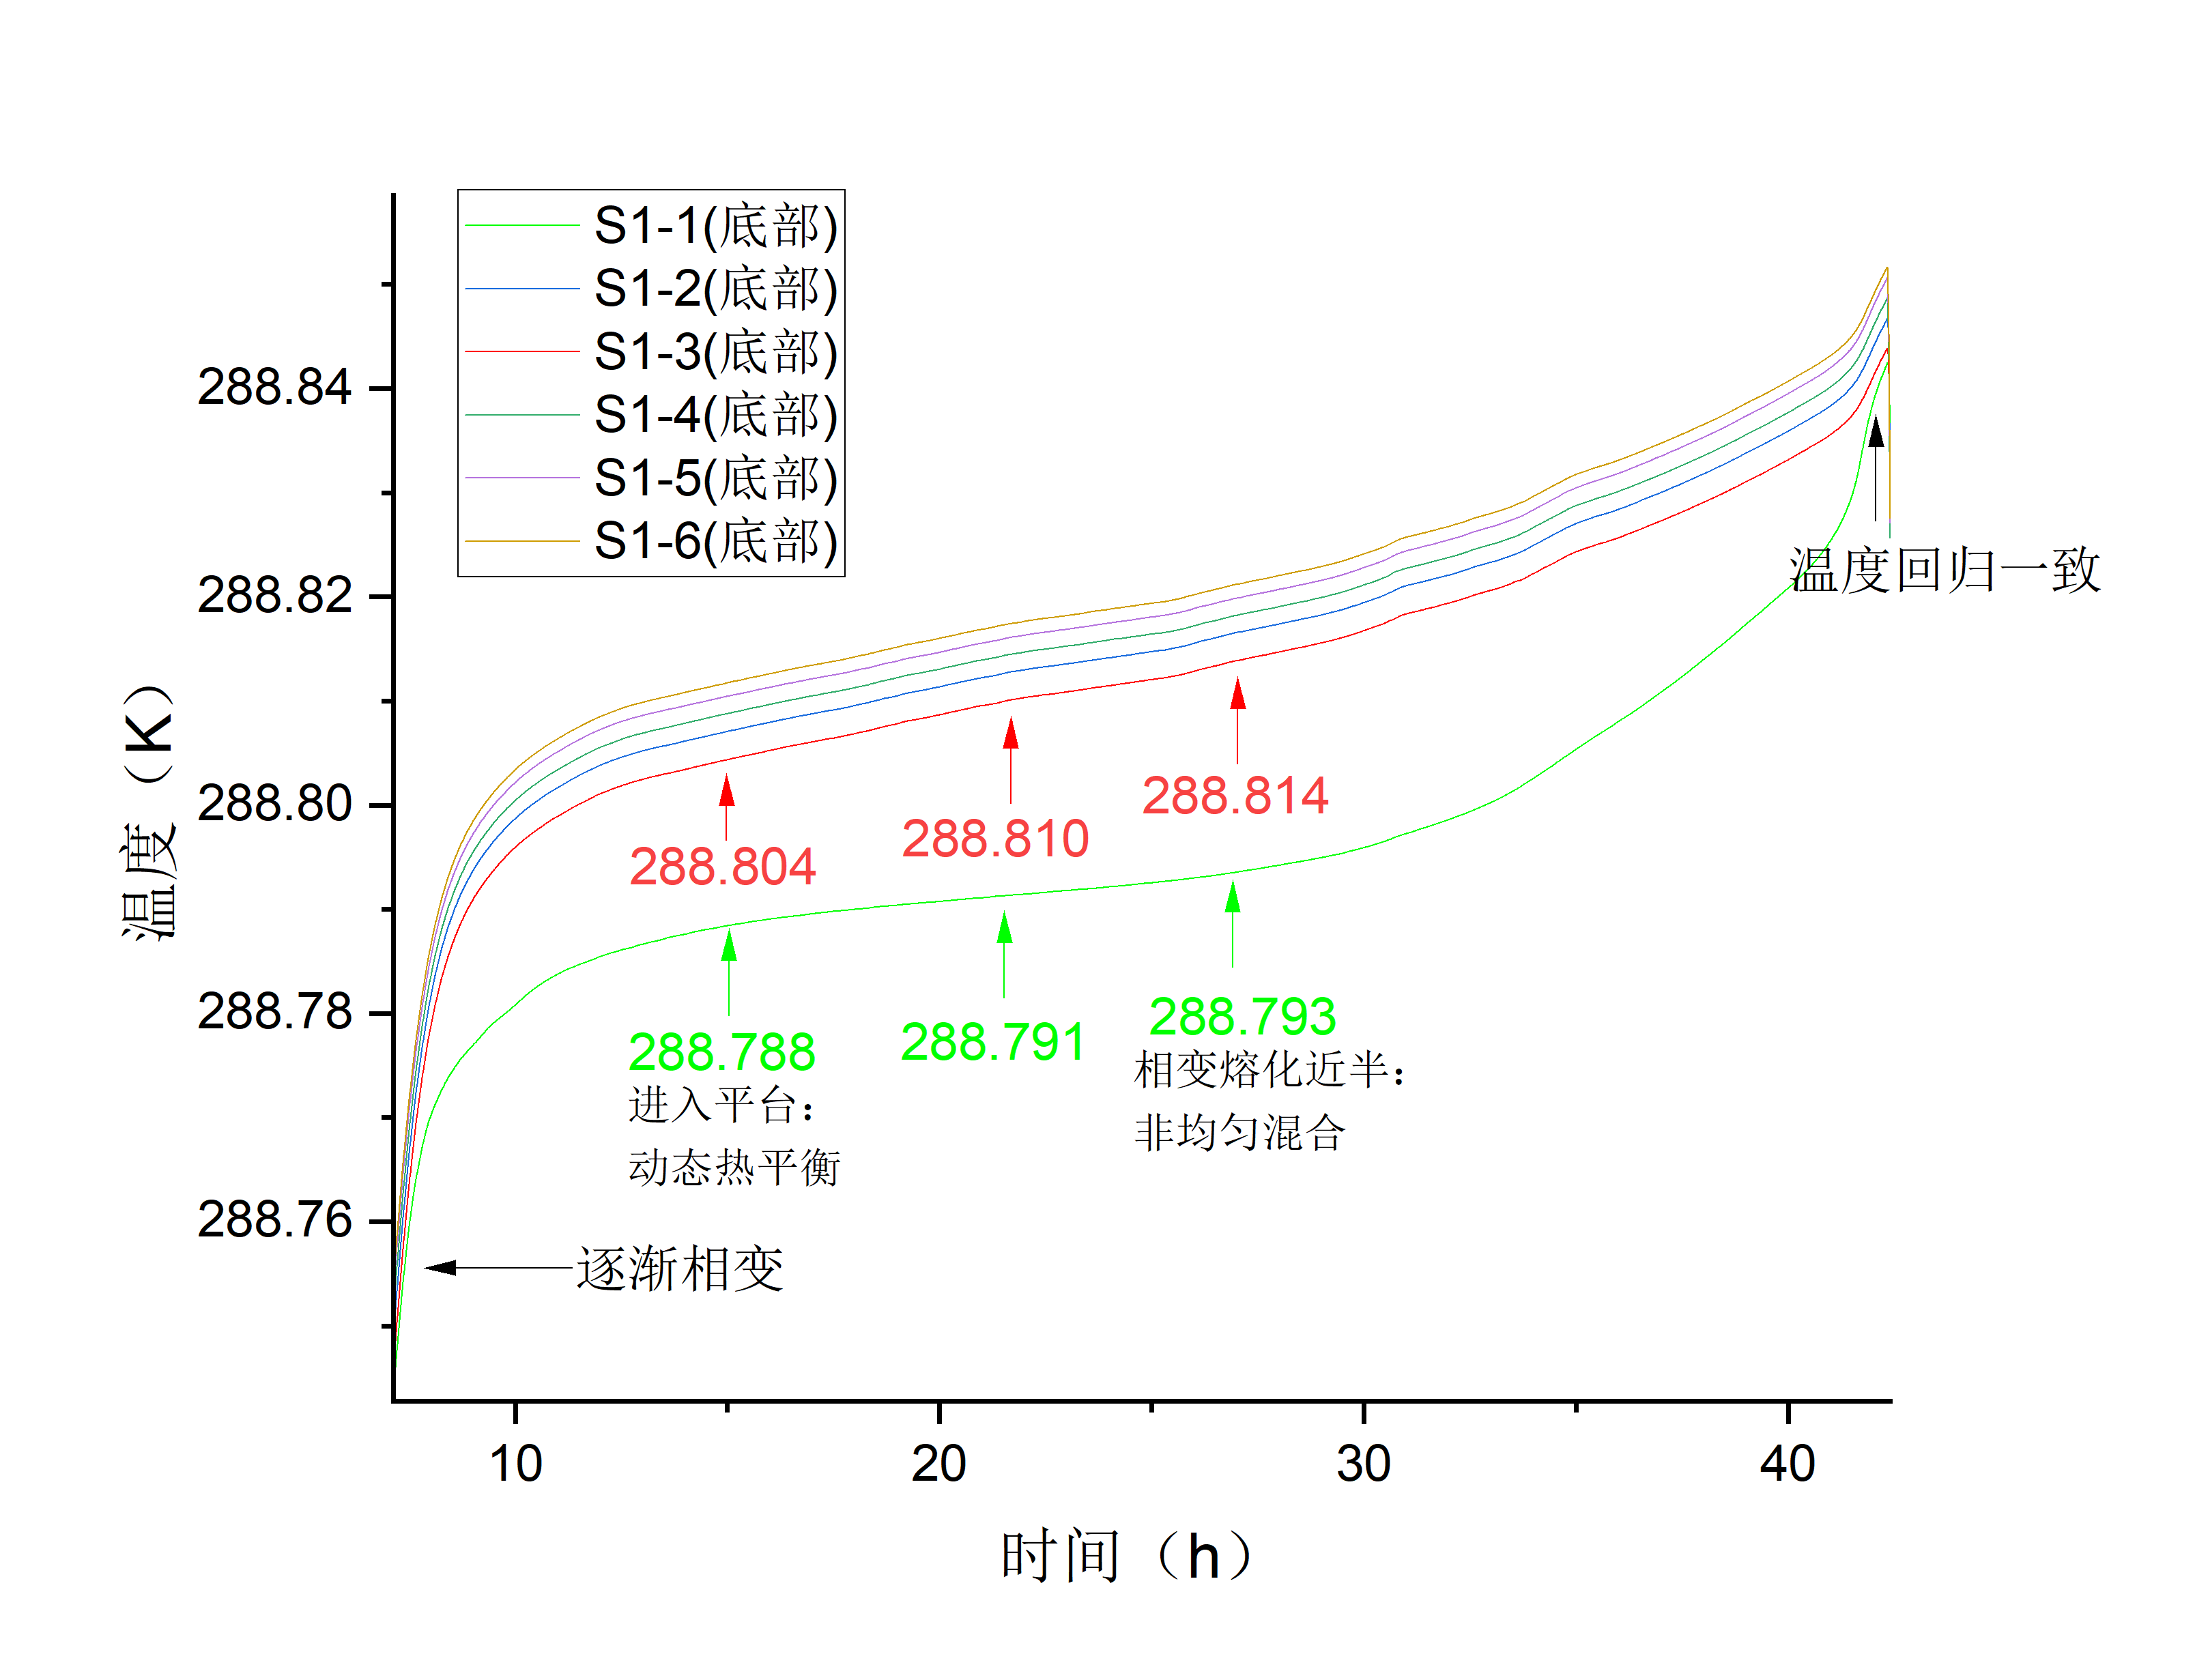 S1-1(底部)
S1-2(底部)
S1-3(底部)
S1-4(底部)
S1-5(底部)
S1-6(底部)
288.84
288.82
288.80
288.78
288.76
温度（K）
温度回归一致
288.814
288.810
288.804
288.793
相变熔化近半：
非均匀混合
288.791
288.788
进入平台：
动态热平衡
逐渐相变
10
20
30
40
时间（h）